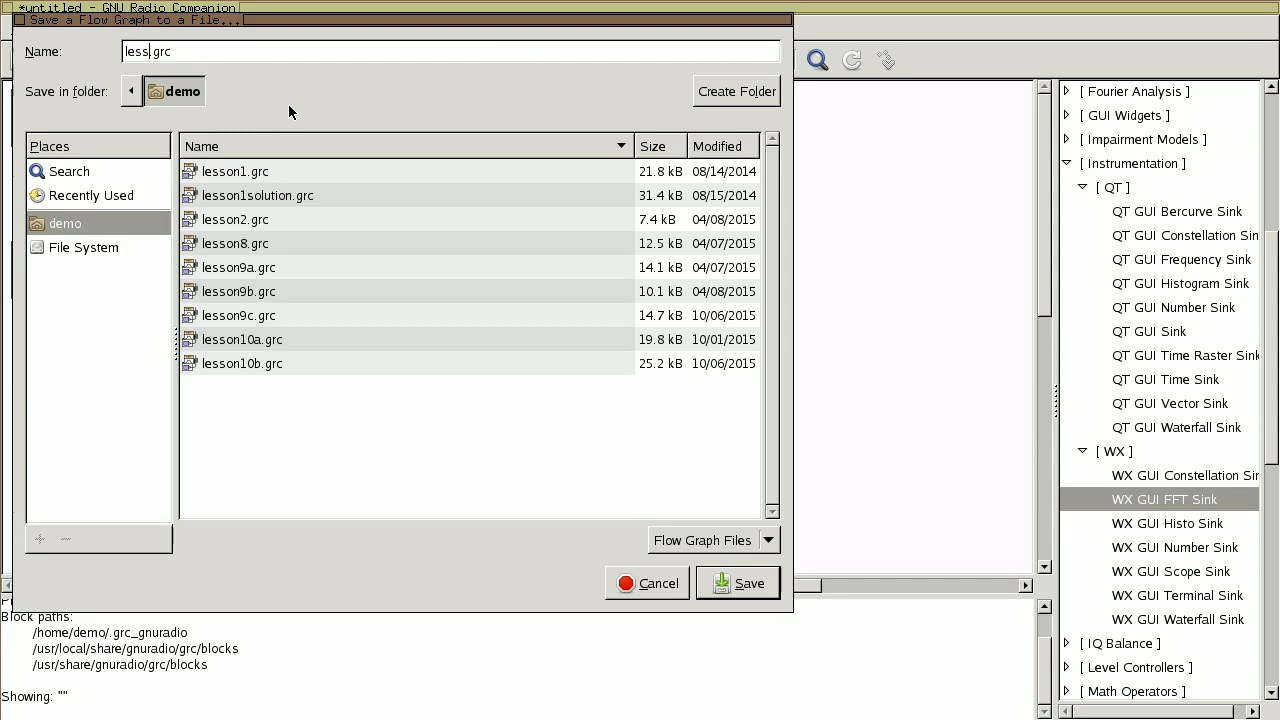 *untitled - GNU Radio Companion
Save a Flow Graph to a File...
Name: less.grc
Save in folder: demo Create Folder
Places
Search
Recently Used
demo
File System
Name Size Modified
lesson1.grc 21.8 kB 08/14/2014
lesson1solution.grc 31.4 kB 08/15/2014
lesson2.grc 7.4 kB 04/08/2015
lesson8.grc 12.5 kB 04/07/2015
lesson9a.grc 14.1 kB 04/07/2015
lesson9b.grc 10.1 kB 04/08/2015
lesson9c.grc 14.7 kB 10/06/2015
lesson10a.grc 19.8 kB 10/01/2015
lesson10b.grc 25.2 kB 10/06/2015
Flow Graph Files
Cancel Save
Block paths:
/home/demo/.grc_gnuradio
/usr/local/share/gnuradio/grc/blocks
/usr/share/gnuradio/grc/blocks
Showing: ""
[ Fourier Analysis ]
[ GUI Widgets ]
[ Impairment Models ]
[ Instrumentation ]
[ QT ]
QT GUI Bercurve Sink
QT GUI Constellation Sin
QT GUI Frequency Sink
QT GUI Histogram Sink
QT GUI Number Sink
QT GUI Sink
QT GUI Time Raster Sink
QT GUI Time Sink
QT GUI Vector Sink
QT GUI Waterfall Sink
[ WX ]
WX GUI Constellation Sin
WX GUI FFT Sink
WX GUI Histo Sink
WX GUI Number Sink
WX GUI Scope Sink
WX GUI Terminal Sink
WX GUI Waterfall Sink
[ IQ Balance ]
[ Level Controllers ]
[ Math Operators ]